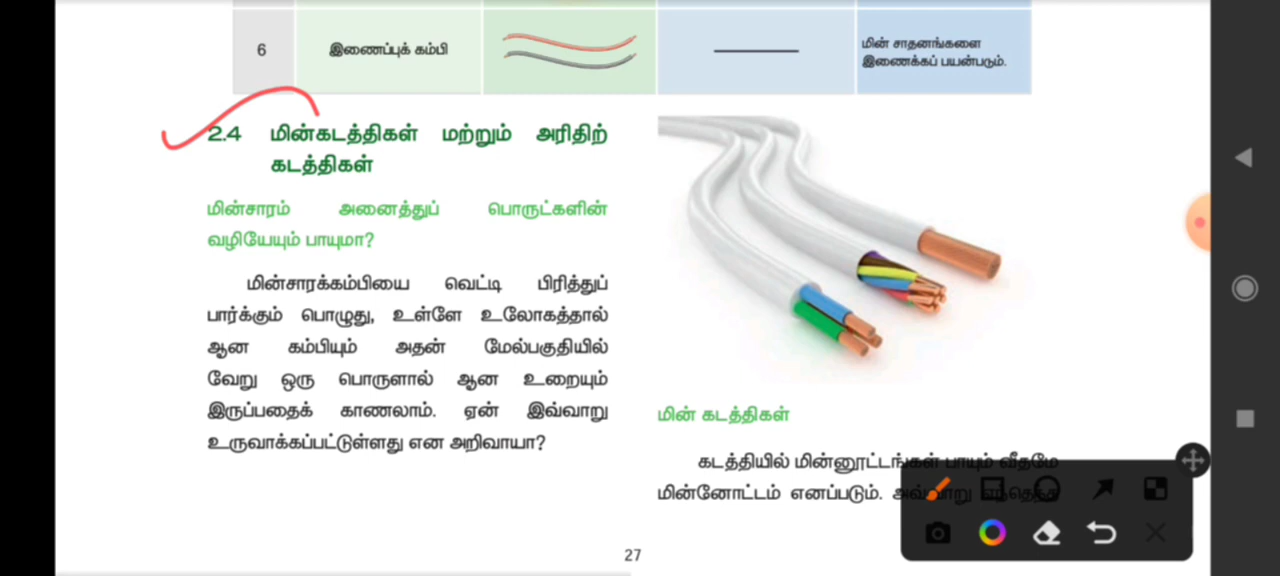 6
இணைப்புக் கம்பி
மின் சாதனங்களை
இணைக்கப் பயன்படும்.
2.4 மின்கடத்திகள் மற்றும் அரிதிற்
கடத்திகள்
மின்சாரம் அனைத்துப் பொருட்களின்
வழியேயும் பாயுமா?
மின்சாரக்கம்பியை வெட்டி பிரித்துப்
பார்க்கும் பொழுது, உள்ளே உலோகத்தால்
ஆன கம்பியும் அதன் மேல்பகுதியில்
வேறு ஒரு பொருளால் ஆன உறையும்
இருப்பதைக் காணலாம். ஏன் இவ்வாறு
உருவாக்கப்பட்டுள்ளது என அறிவாயா?
மின் கடத்திகள்
கடத்தியில் மின்னூட்டங்கள் பாயும் வீதமே
மின்னோட்டம் எனப்படும். அவ்வாறு
27